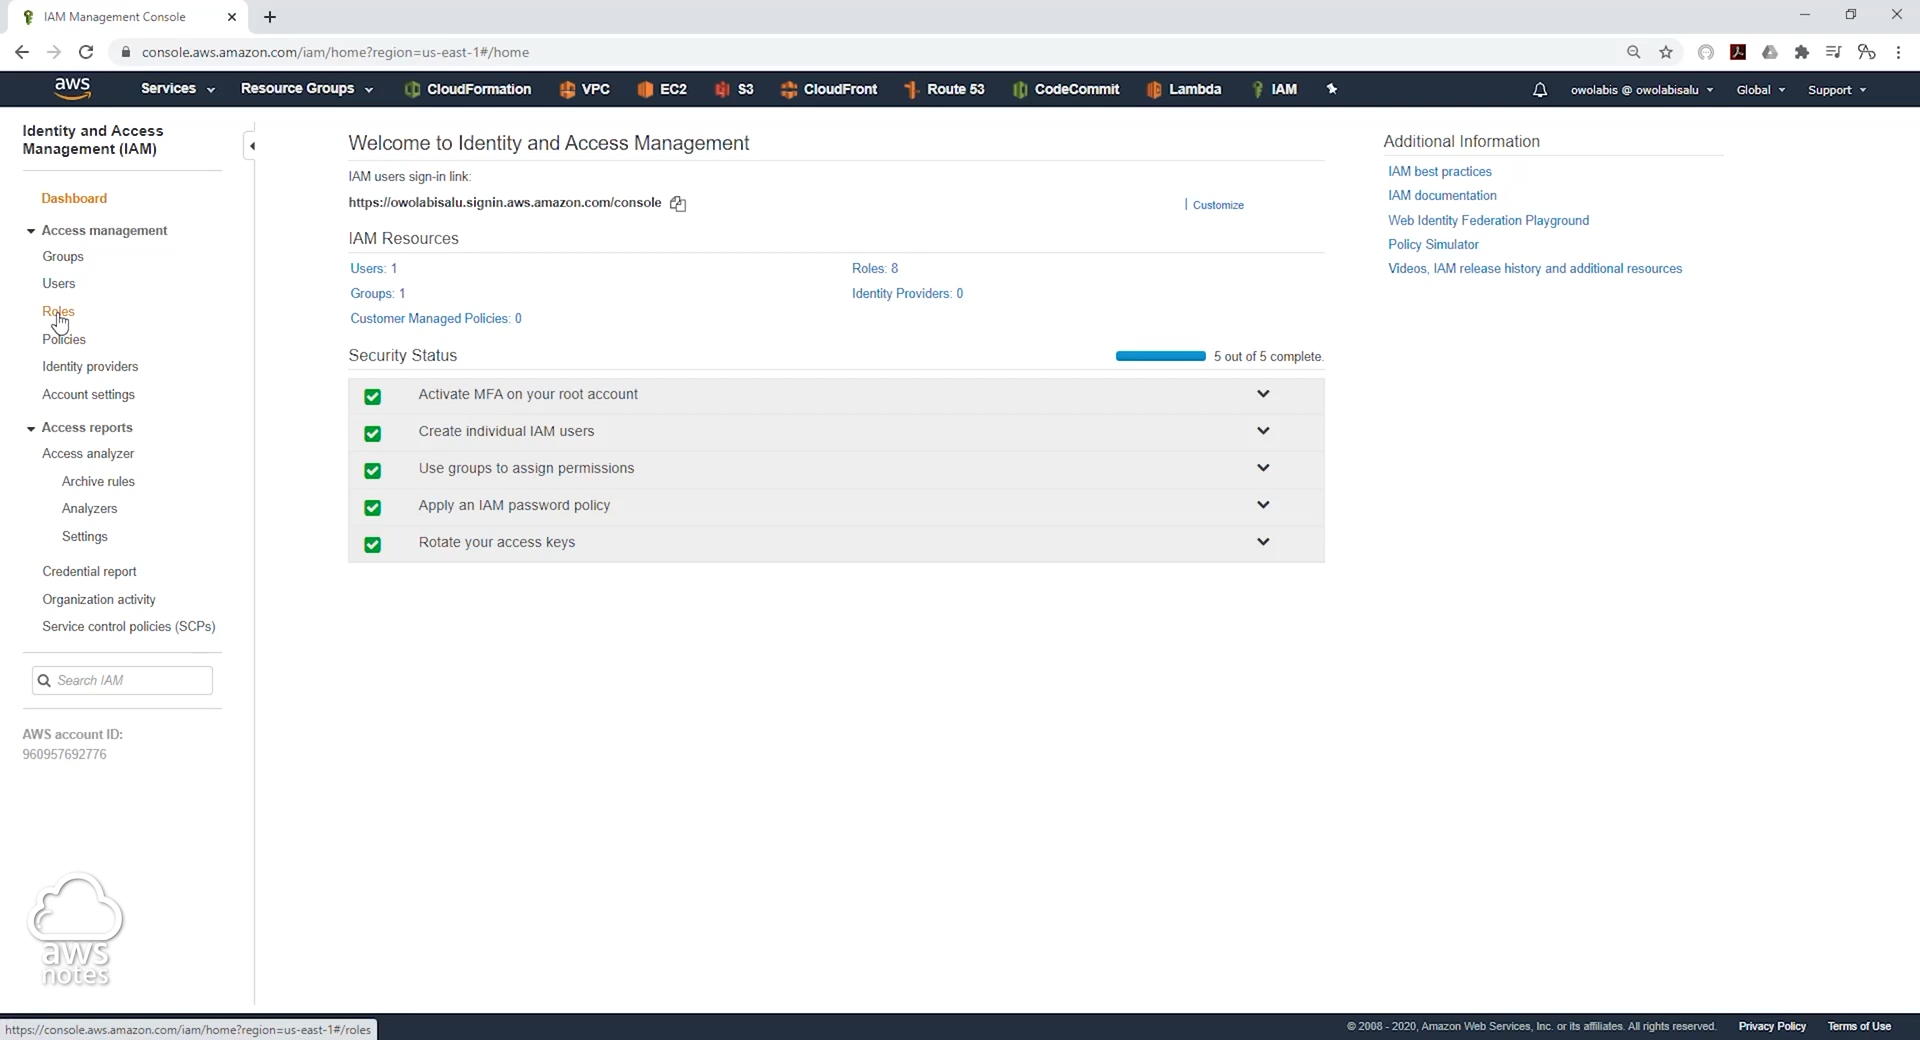 IAM Management Console
console.aws.amazon.com/iam/home?region=us-east-1#/home
aws
Services
Resource Groups
CloudFormation
VPC
EC2
S3
CloudFront
Route 53
CodeCommit
Lambda
IAM
owolabis @ owolabisalu
Global
Support
Identity and Access
Management (IAM)
Dashboard
Access management
Groups
Users
Roles
Policies
Identity providers
Account settings
Access reports
Access analyzer
Archive rules
Analyzers
Settings
Credential report
Organization activity
Service control policies (SCPs)
Search IAM
AWS account ID:
960957692776
aws
notes
Welcome to Identity and Access Management
IAM users sign-in link:
https://owolabisalu.signin.aws.amazon.com/console
| Customize
IAM Resources
Users: 1
Roles: 8
Groups: 1
Identity Providers: 0
Customer Managed Policies: 0
Security Status
5 out of 5 complete.
Activate MFA on your root account
Create individual IAM users
Use groups to assign permissions
Apply an IAM password policy
Rotate your access keys
Additional Information
IAM best practices
IAM documentation
Web Identity Federation Playground
Policy Simulator
Videos, IAM release history and additional resources
https://console.aws.amazon.com/iam/home?region=us-east-1#/roles
© 2008 - 2020, Amazon Web Services, Inc. or its affiliates. All rights reserved.
Privacy Policy
Terms of Use